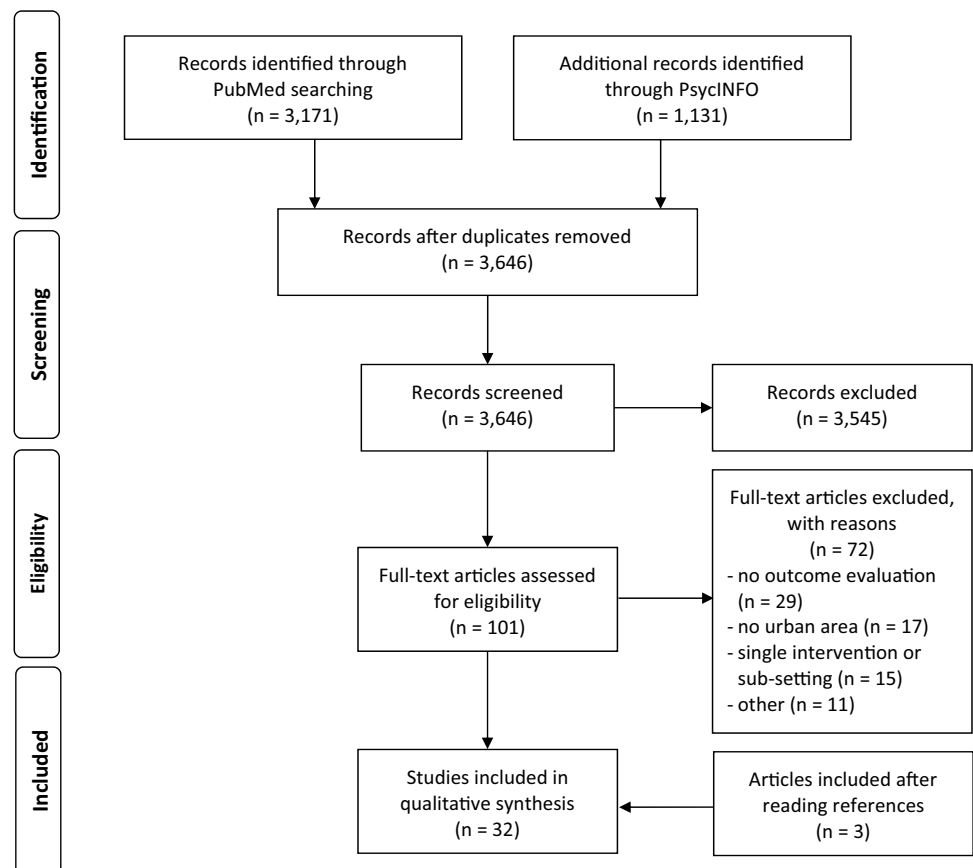 Identification
Records identified through
PubMed searching
(n = 3,171)
Additional records identified
through PsycINFO
(n = 1,131)
Screening
Records after duplicates removed
(n = 3,646)
Records screened
(n = 3,646)
Records excluded
(n = 3,545)
Eligibility
Full-text articles assessed
for eligibility
(n = 101)
Full-text articles excluded,
with reasons
(n = 72)
- no outcome evaluation
(n = 29)
- no urban area (n = 17)
- single intervention or
sub-setting (n = 15)
- other (n = 11)
Included
Studies included in
qualitative synthesis
(n = 32)
Articles included after
reading references
(n = 3)